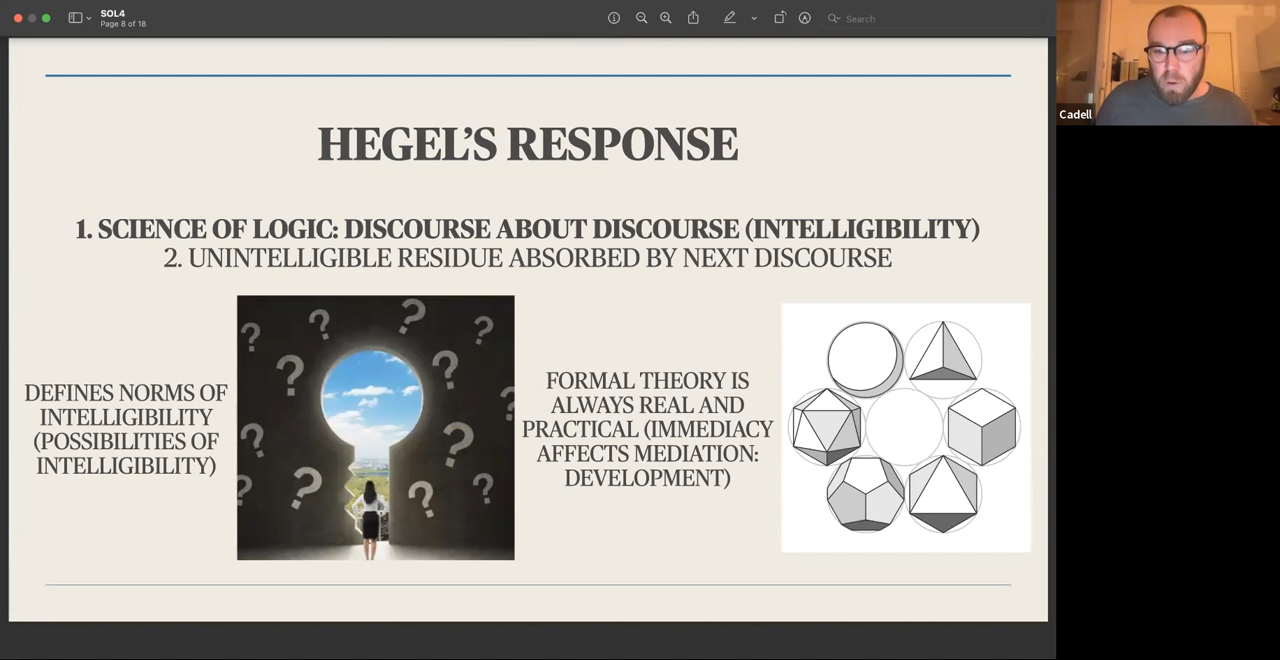 SOL4
Page 8 of 18
Search
HEGEL'S RESPONSE
1. SCIENCE OF LOGIC: DISCOURSE ABOUT DISCOURSE (INTELLIGIBILITY)
2. UNINTELLIGIBLE RESIDUE ABSORBED BY NEXT DISCOURSE
DEFINES NORMS OF
INTELLIGIBILITY
(POSSIBILITIES OF
INTELLIGIBILITY)
? ? ? ? ? ? ? ? ? ? ? ? ?
FORMAL THEORY IS
ALWAYS REAL AND
PRACTICAL (IMMEDIACY
AFFECTS MEDIATION:
DEVELOPMENT)
Cadell